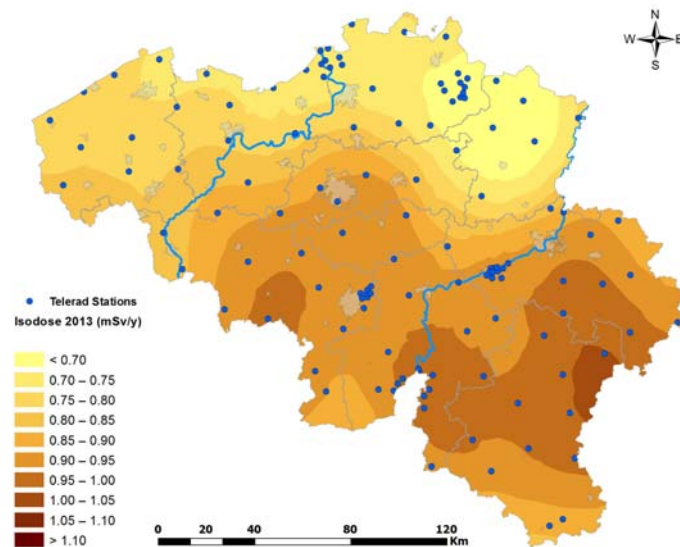 N
W E
S
Telerad Stations
Isodose 2013 (mSv/y)
< 0.70
0.70 – 0.75
0.75 – 0.80
0.80 – 0.85
0.85 – 0.90
0.90 – 0.95
0.95 – 1.00
1.00 – 1.05
1.05 – 1.10
> 1.10
0 20 40 80 120
Km